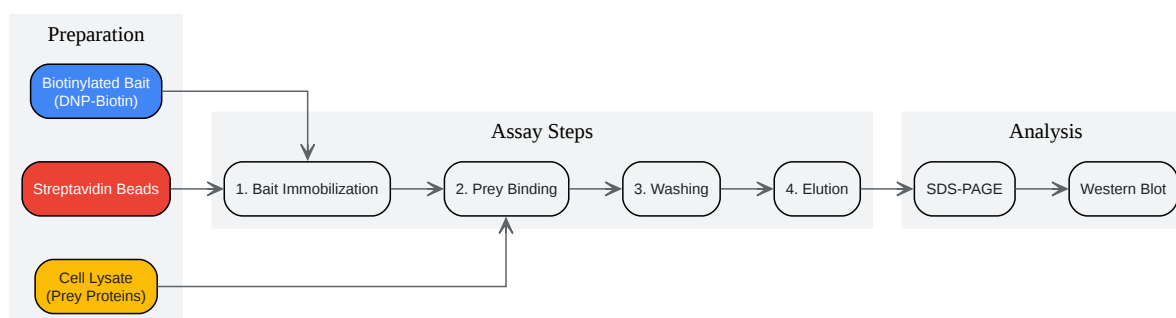 Preparation
Biotinylated Bait
(DNP-Biotin)
Streptavidin Beads
Cell Lysate
(Prey Proteins)
Assay Steps
1. Bait Immobilization
2. Prey Binding
3. Washing
4. Elution
Analysis
SDS-PAGE
Western Blot